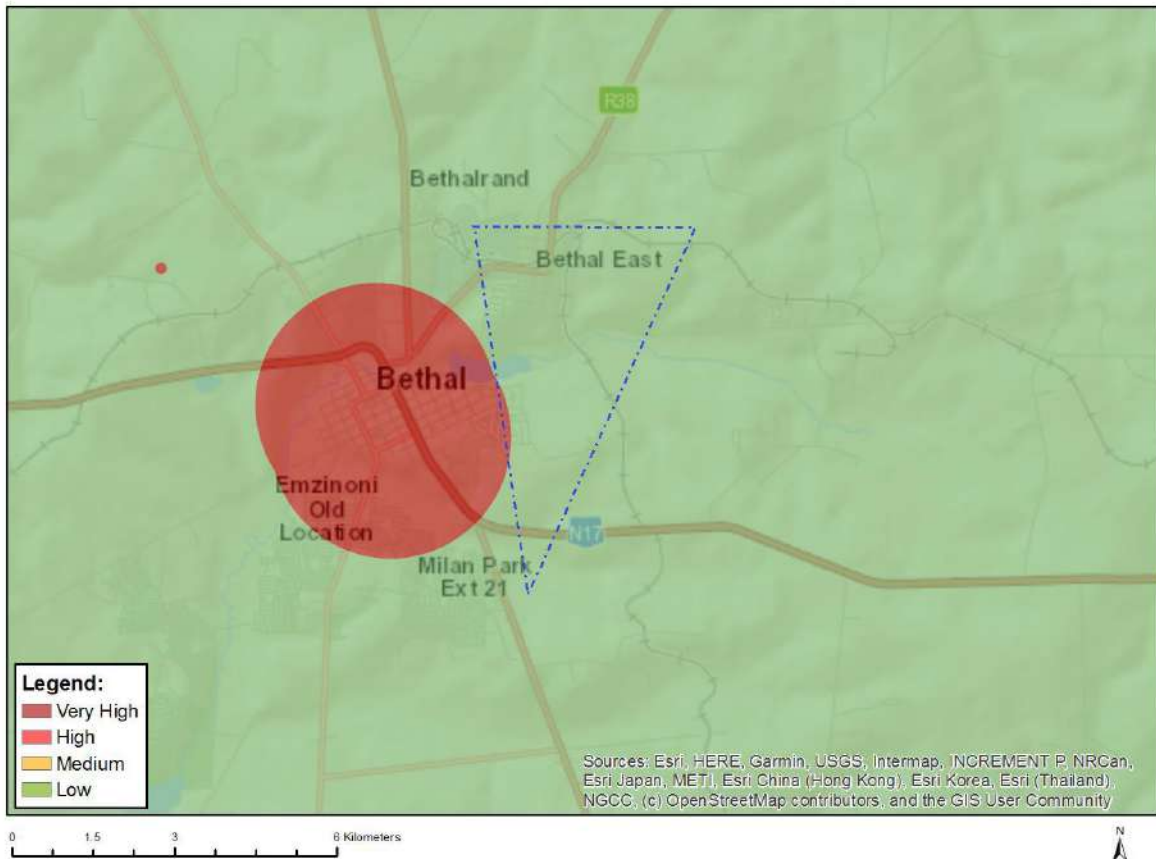 R38
Bethalrand
Bethal East
Bethal
Emzinoni
Old
Location
N17
Milan Park
Ext 21
Legend:
Very High
High
Medium
Low
Sources: Esri, HERE, Garmin, USGS, Intermap, INCREMENT P, NRCan,
Esri Japan, METI, Esri China (Hong Kong), Esri Korea, Esri (Thailand),
NGCC, (c) OpenStreetMap contributors, and the GIS User Community
0 1.5 3 6 Kilometers
N